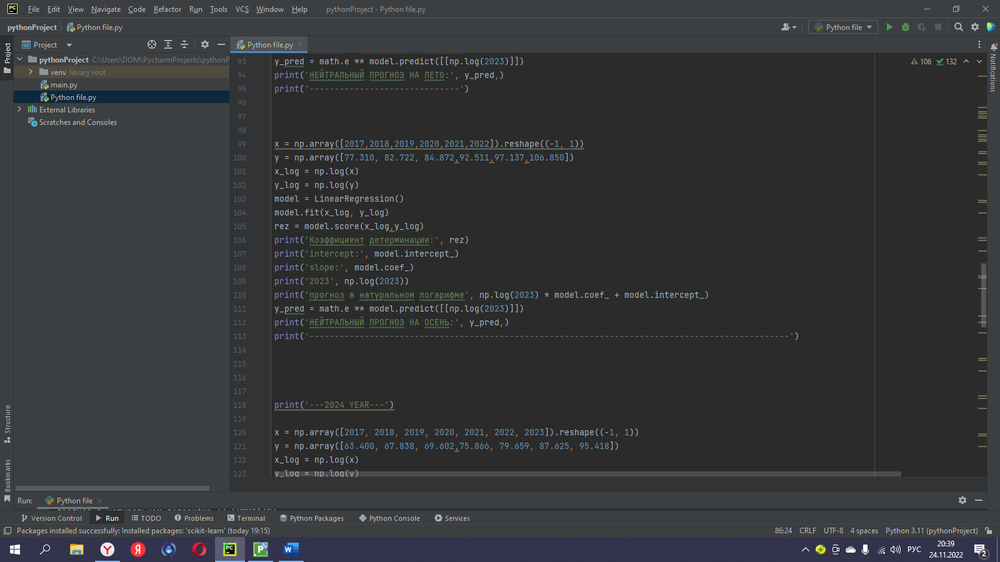 PC File Edit View Navigate Code Refactor Run Tools VCS Window Help pythonProject - Python file.py
pythonProject Python file.py Python file
Project Project Python file.py Notifications
pythonProject C:\Users\DOM\PycharmProjects\pythonP
venv library root
main.py
Python file.py
External Libraries
Scratches and Consoles
106 132
93 y_pred = math.e ** model.predict([[np.log(2023)]])
94 print('НЕЙТРАЛЬНЫЙ ПРОГНОЗ НА ЛЕТО:', y_pred,)
95 print('------------------------------')
96
97
98
99 x = np.array([2017,2018,2019,2020,2021,2022]).reshape((-1, 1))
100 y = np.array([77.310, 82.722, 84.872,92.511,97.137,106.850])
101 x_log = np.log(x)
102 y_log = np.log(y)
103 model = LinearRegression()
104 model.fit(x_log, y_log)
105 rez = model.score(x_log,y_log)
106 print('Коэффициент детерминации:', rez)
107 print('intercept:', model.intercept_)
108 print('slope:', model.coef_)
109 print('2023', np.log(2023))
110 print('прогноз в натуральном логарифме', np.log(2023) * model.coef_ + model.intercept_)
111 y_pred = math.e ** model.predict([[np.log(2023)]])
112 print('НЕЙТРАЛЬНЫЙ ПРОГНОЗ НА ОСЕНЬ:', y_pred,)
113 print('------------------------------------------------------------------------------------------------')
114
115
116
117
118 print('---2024 YEAR---')
119
120 x = np.array([2017, 2018, 2019, 2020, 2021, 2022, 2023]).reshape((-1, 1))
121 y = np.array([63.400, 67.838, 69.602,75.866, 79.659, 87.625, 95.418])
122 x_log = np.log(x)
123 y_log = np.log(y)
Structure
Bookmarks
Run: Python file
Version Control Run TODO Problems Terminal Python Packages Python Console Services
Packages installed successfully: Installed packages: 'scikit-learn' (today 19:15) 86:24 CRLF UTF-8 4 spaces Python 3.11 (pythonProject)
РУС 20:39
24.11.2022 2